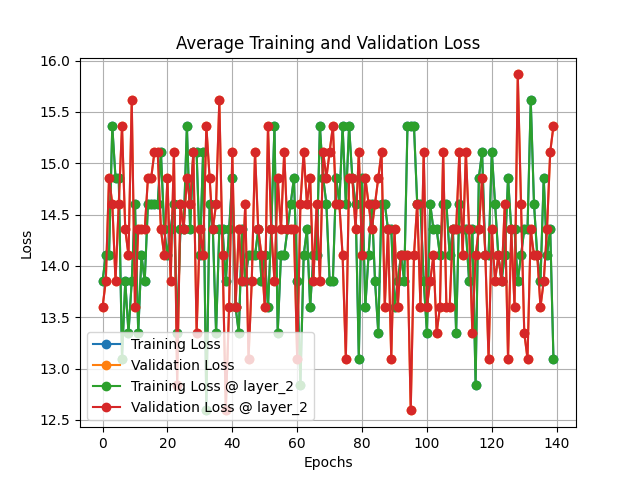 Average Training and Validation Loss
16.0
15.5
15.0
14.5
14.0
13.5
13.0
12.5
Loss
Training Loss
Validation Loss
Training Loss @ layer_2
Validation Loss @ layer_2
0 20 40 60 80 100 120 140
Epochs